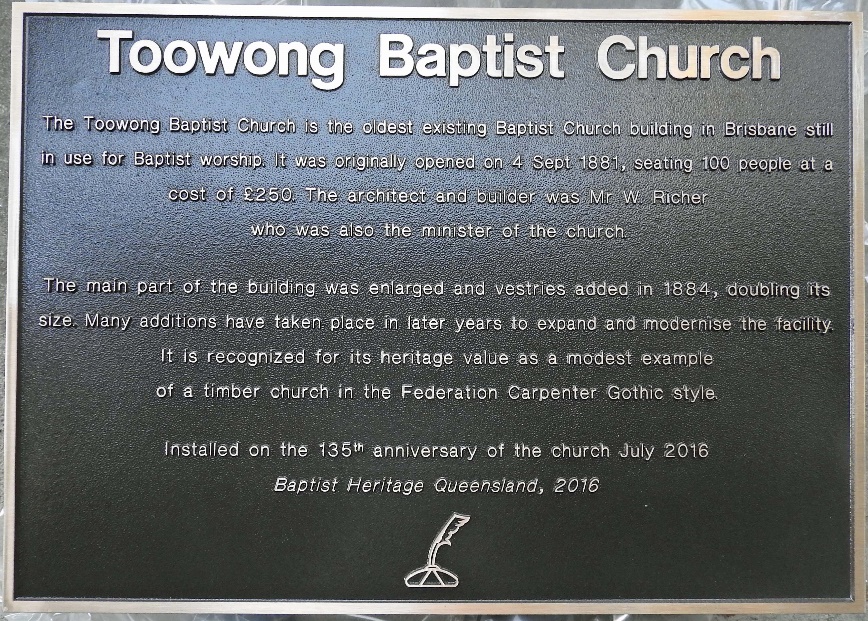 Toowong Baptist Church
The Toowong Baptist Church is the oldest existing Baptist Church building in Brisbane still
in use for Baptist worship. It was originally opened on 4 Sept 1881, seating 100 people at a
cost of £250. The architect and builder was Mr W. Richer
who was also the minister of the church.
The main part of the building was enlarged and vestries added in 1884, doubling its
size. Many additions have taken place in later years to expand and modernise the facility.
It is recognized for its heritage value as a modest example
of a timber church in the Federation Carpenter Gothic style.
Installed on the 135th anniversary of the church July 2016
Baptist Heritage Queensland, 2016